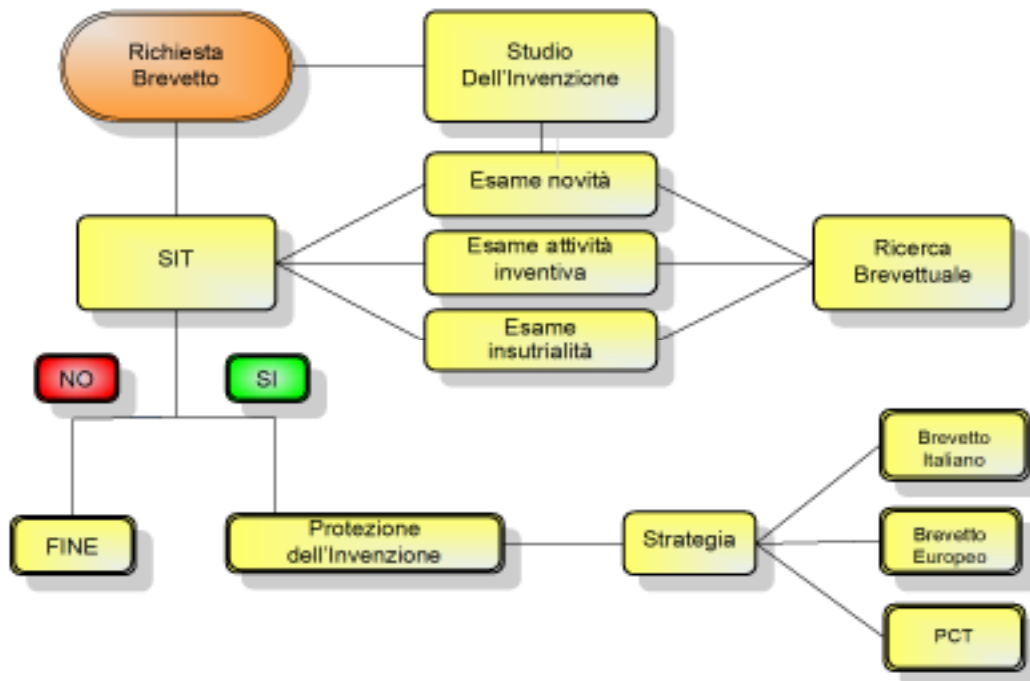 Richiesta
Brevetto
Studio
Dell'Invenzione
Esame novità
SIT
Esame attività
inventiva
Ricerca
Brevettuale
Esame
insutrialità
NO
SI
Brevetto
Italiano
FINE
Protezione
dell'Invenzione
Strategia
Brevetto
Europeo
PCT